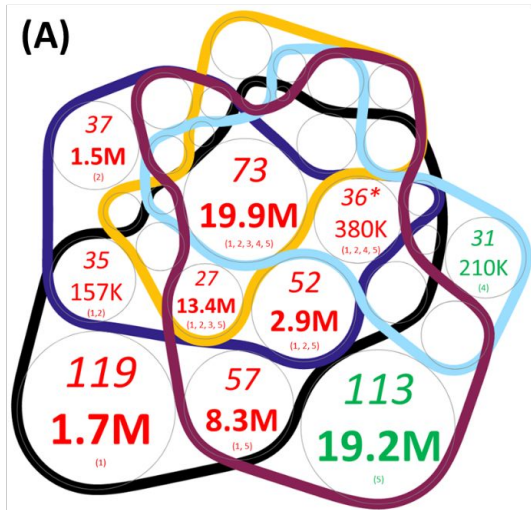 (A)
37
1.5M
(2)
73
19.9M
(1, 2, 3, 4, 5)
36*
380K
(1, 2, 4, 5)
31
210K
(4)
35
157K
(1,2)
27
13.4M
(1, 2, 3, 5)
52
2.9M
(1, 2, 5)
119
1.7M
(1)
57
8.3M
(1, 5)
113
19.2M
(5)